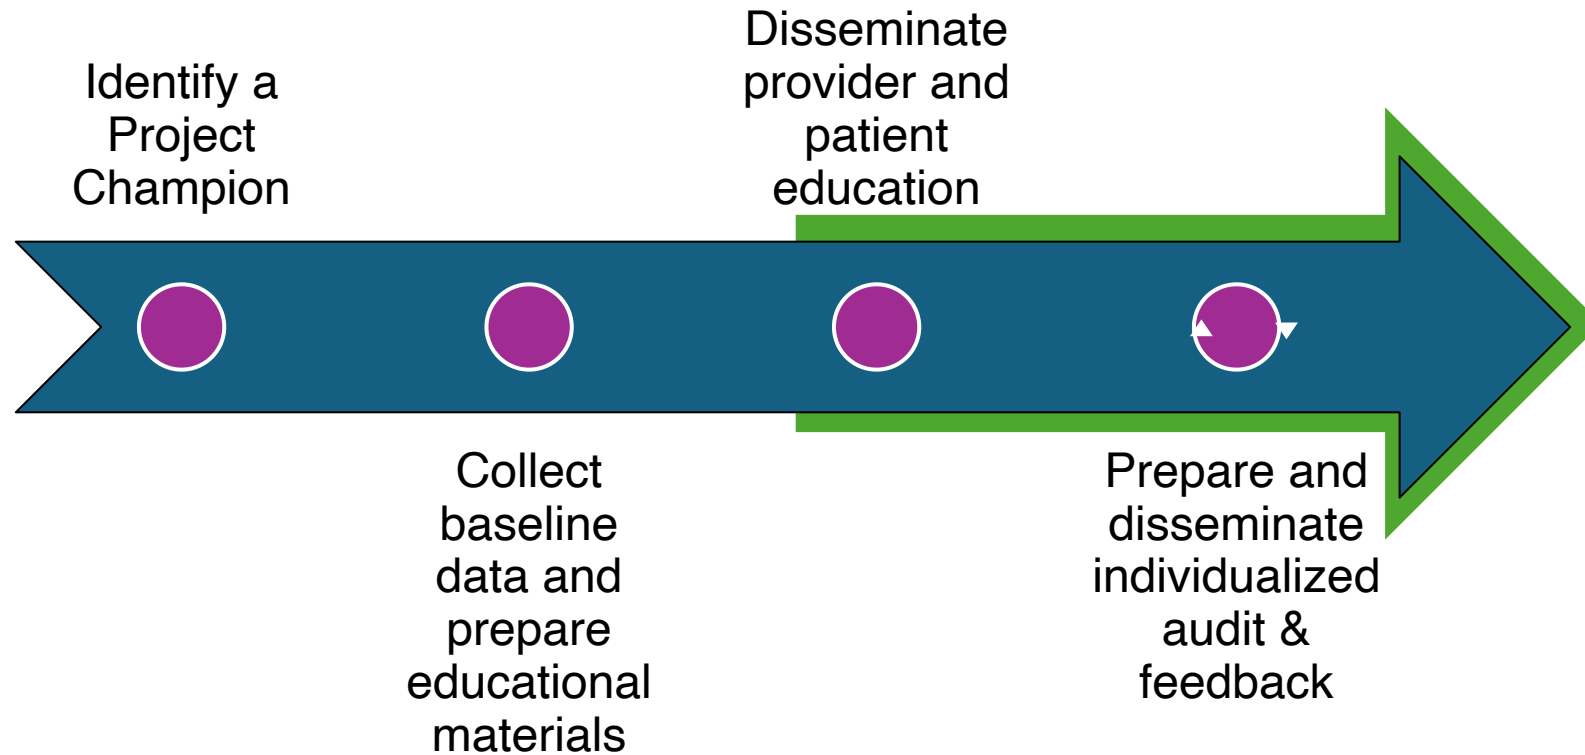 Identify a
Project
Champion
Collect
baseline
data and
prepare
educational
materials
Disseminate
provider and
patient
education
Prepare and
disseminate
individualized
audit &
feedback